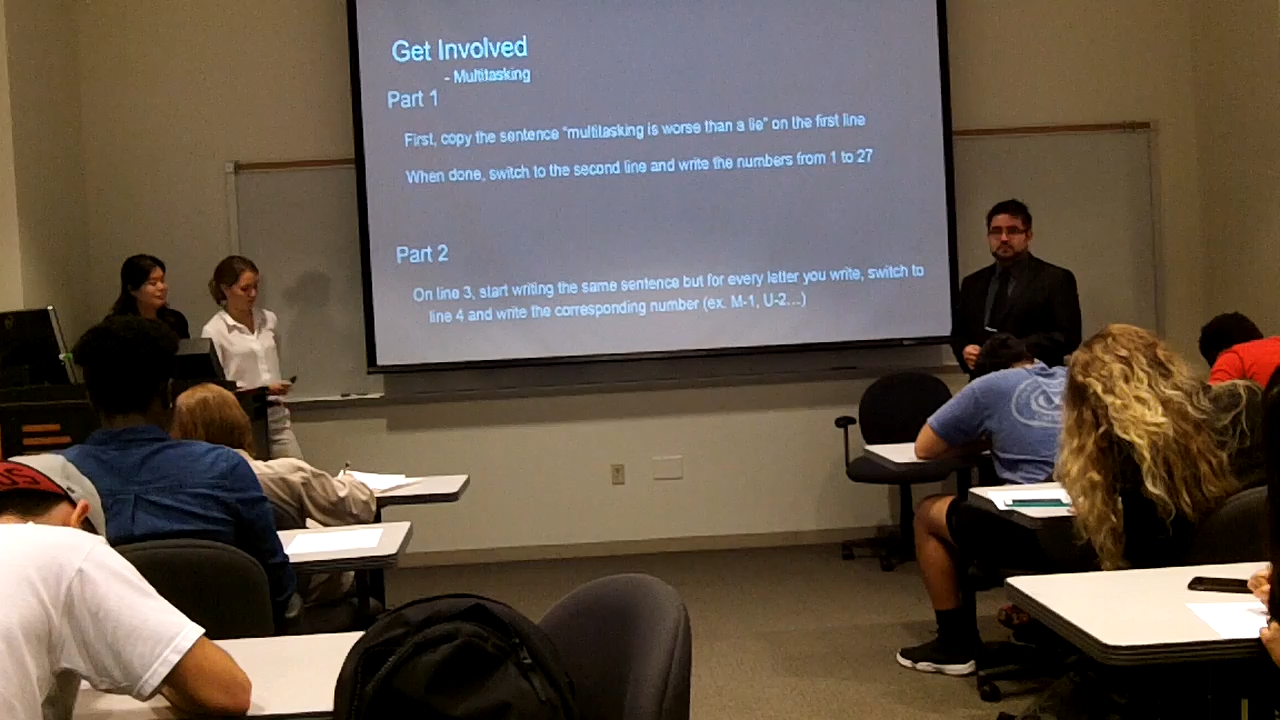 Get Involved
- Multitasking
Part 1
First, copy the sentence "multitasking is worse than a lie" on the first line
When done, switch to the second line and write the numbers from 1 to 27
Part 2
On line 3, start writing the same sentence but for every letter you write, switch to
line 4 and write the corresponding number (ex. M-1, U-2...)
US